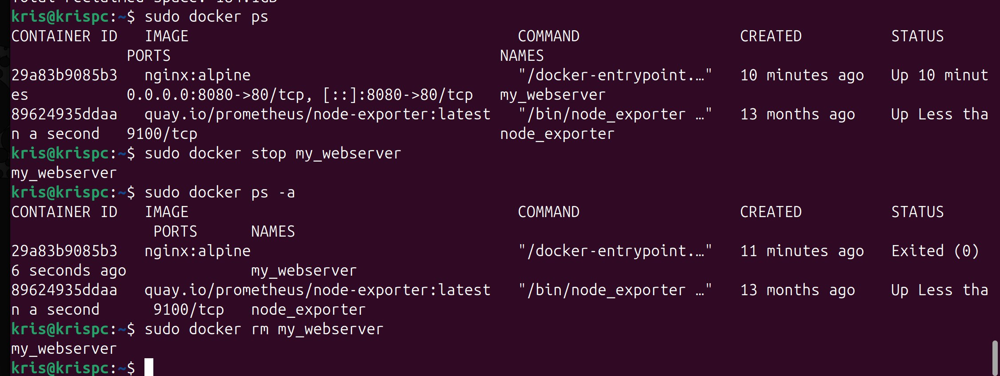 Total reclaimed space: 184.1GB
kris@krispc:~$ sudo docker ps
CONTAINER ID   IMAGE                                     COMMAND                  CREATED          STATUS
             PORTS                                     NAMES
29a83b9085b3   nginx:alpine                              "/docker-entrypoint.…"   10 minutes ago   Up 10 minut
es           0.0.0.0:8080->80/tcp, [::]:8080->80/tcp   my_webserver
89624935ddaa   quay.io/prometheus/node-exporter:latest   "/bin/node_exporter …"   13 months ago    Up Less tha
n a second   9100/tcp                                  node_exporter
kris@krispc:~$ sudo docker stop my_webserver
my_webserver
kris@krispc:~$ sudo docker ps -a
CONTAINER ID   IMAGE                                     COMMAND                  CREATED          STATUS
                PORTS      NAMES
29a83b9085b3   nginx:alpine                              "/docker-entrypoint.…"   11 minutes ago   Exited (0)
6 seconds ago              my_webserver
89624935ddaa   quay.io/prometheus/node-exporter:latest   "/bin/node_exporter …"   13 months ago    Up Less tha
n a second      9100/tcp   node_exporter
kris@krispc:~$ sudo docker rm my_webserver
my_webserver
kris@krispc:~$